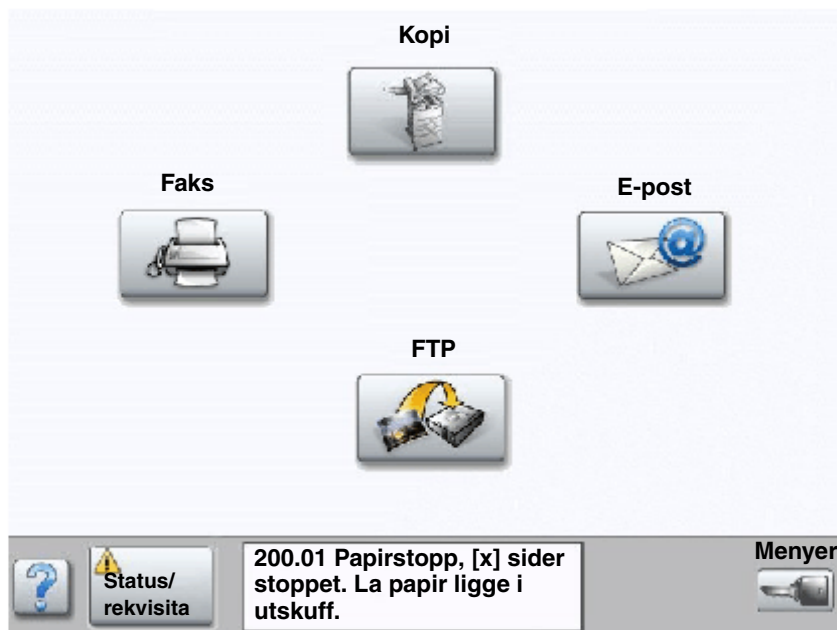 Kopi
Faks
E-post
FTP
Status/
rekvisita
200.01 Papirstopp, [x] sider
stoppet. La papir ligge i
utskuff.
Menyer